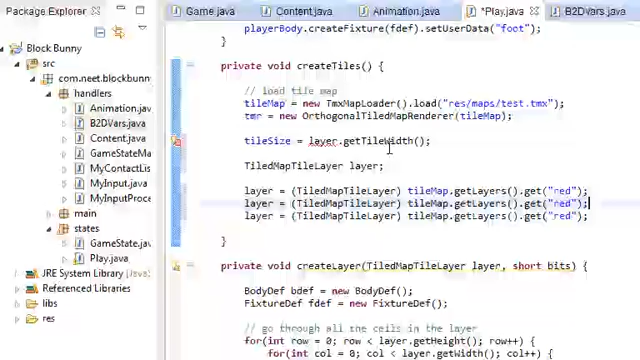 Package Explorer
Game.java
Content.java
Animation.java
*Play.java
B2DVars.java
Block Bunny
src
com.neet.blockbunny
handlers
Animation.java
B2DVars.java
Content.java
GameStateMa
MyContactLis
MyInput.java
MyInputProce
main
states
GameState.ja
Play.java
JRE System Library [
Referenced Libraries
libs
res
playerBody.createFixture(fdef).setUserData("foot");
}
private void createTiles() {
// load tile map
tileMap = new TmxMapLoader().load("res/maps/test.tmx");
tmr = new OrthogonalTiledMapRenderer(tileMap);
tileSize = layer.getTileWidth();
TiledMapTileLayer layer;
layer = (TiledMapTileLayer) tileMap.getLayers().get("red");
layer = (TiledMapTileLayer) tileMap.getLayers().get("red");
layer = (TiledMapTileLayer) tileMap.getLayers().get("red");
}
private void createLayer(TiledMapTileLayer layer, short bits) {
BodyDef bdef = new BodyDef();
FixtureDef fdef = new FixtureDef();
// go through all the cells in the layer
for(int row = 0; row < layer.getHeight(); row++) {
for(int col = 0; col < layer.getWidth(); col++) {